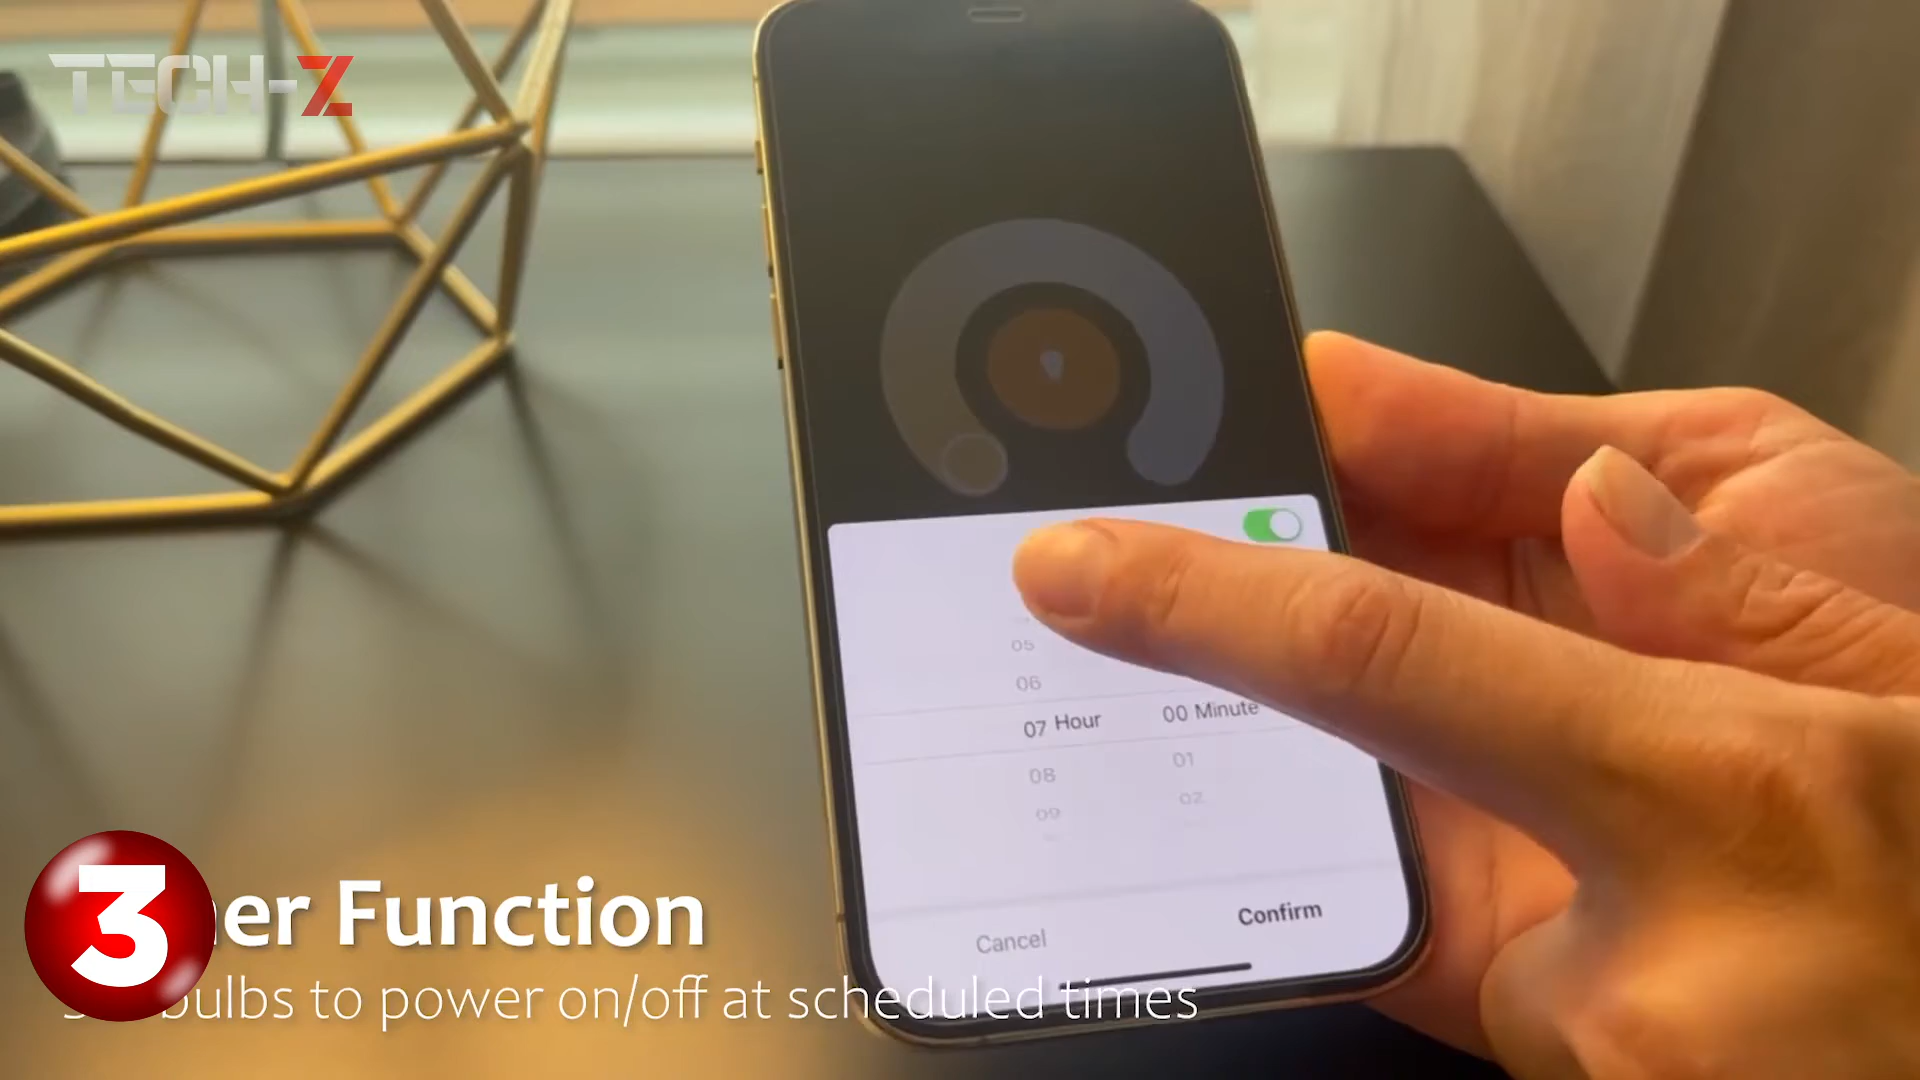 TECH-Z
05
06
07 Hour 00 Minute
08 01
09 02
Cancel Confirm
3
er Function
bulbs to power on/off at scheduled times